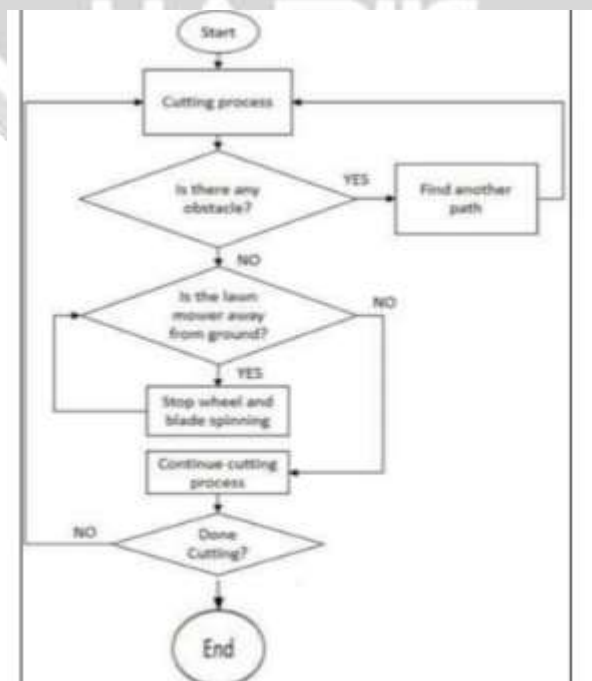 Start
Cutting process
Is there any
obstacle?
YES
Find another
path
NO
Is the lawn
mower away
from ground?
NO
YES
Stop wheel and
blade spinning
Continue cutting
process
Done
Cutting?
NO
End